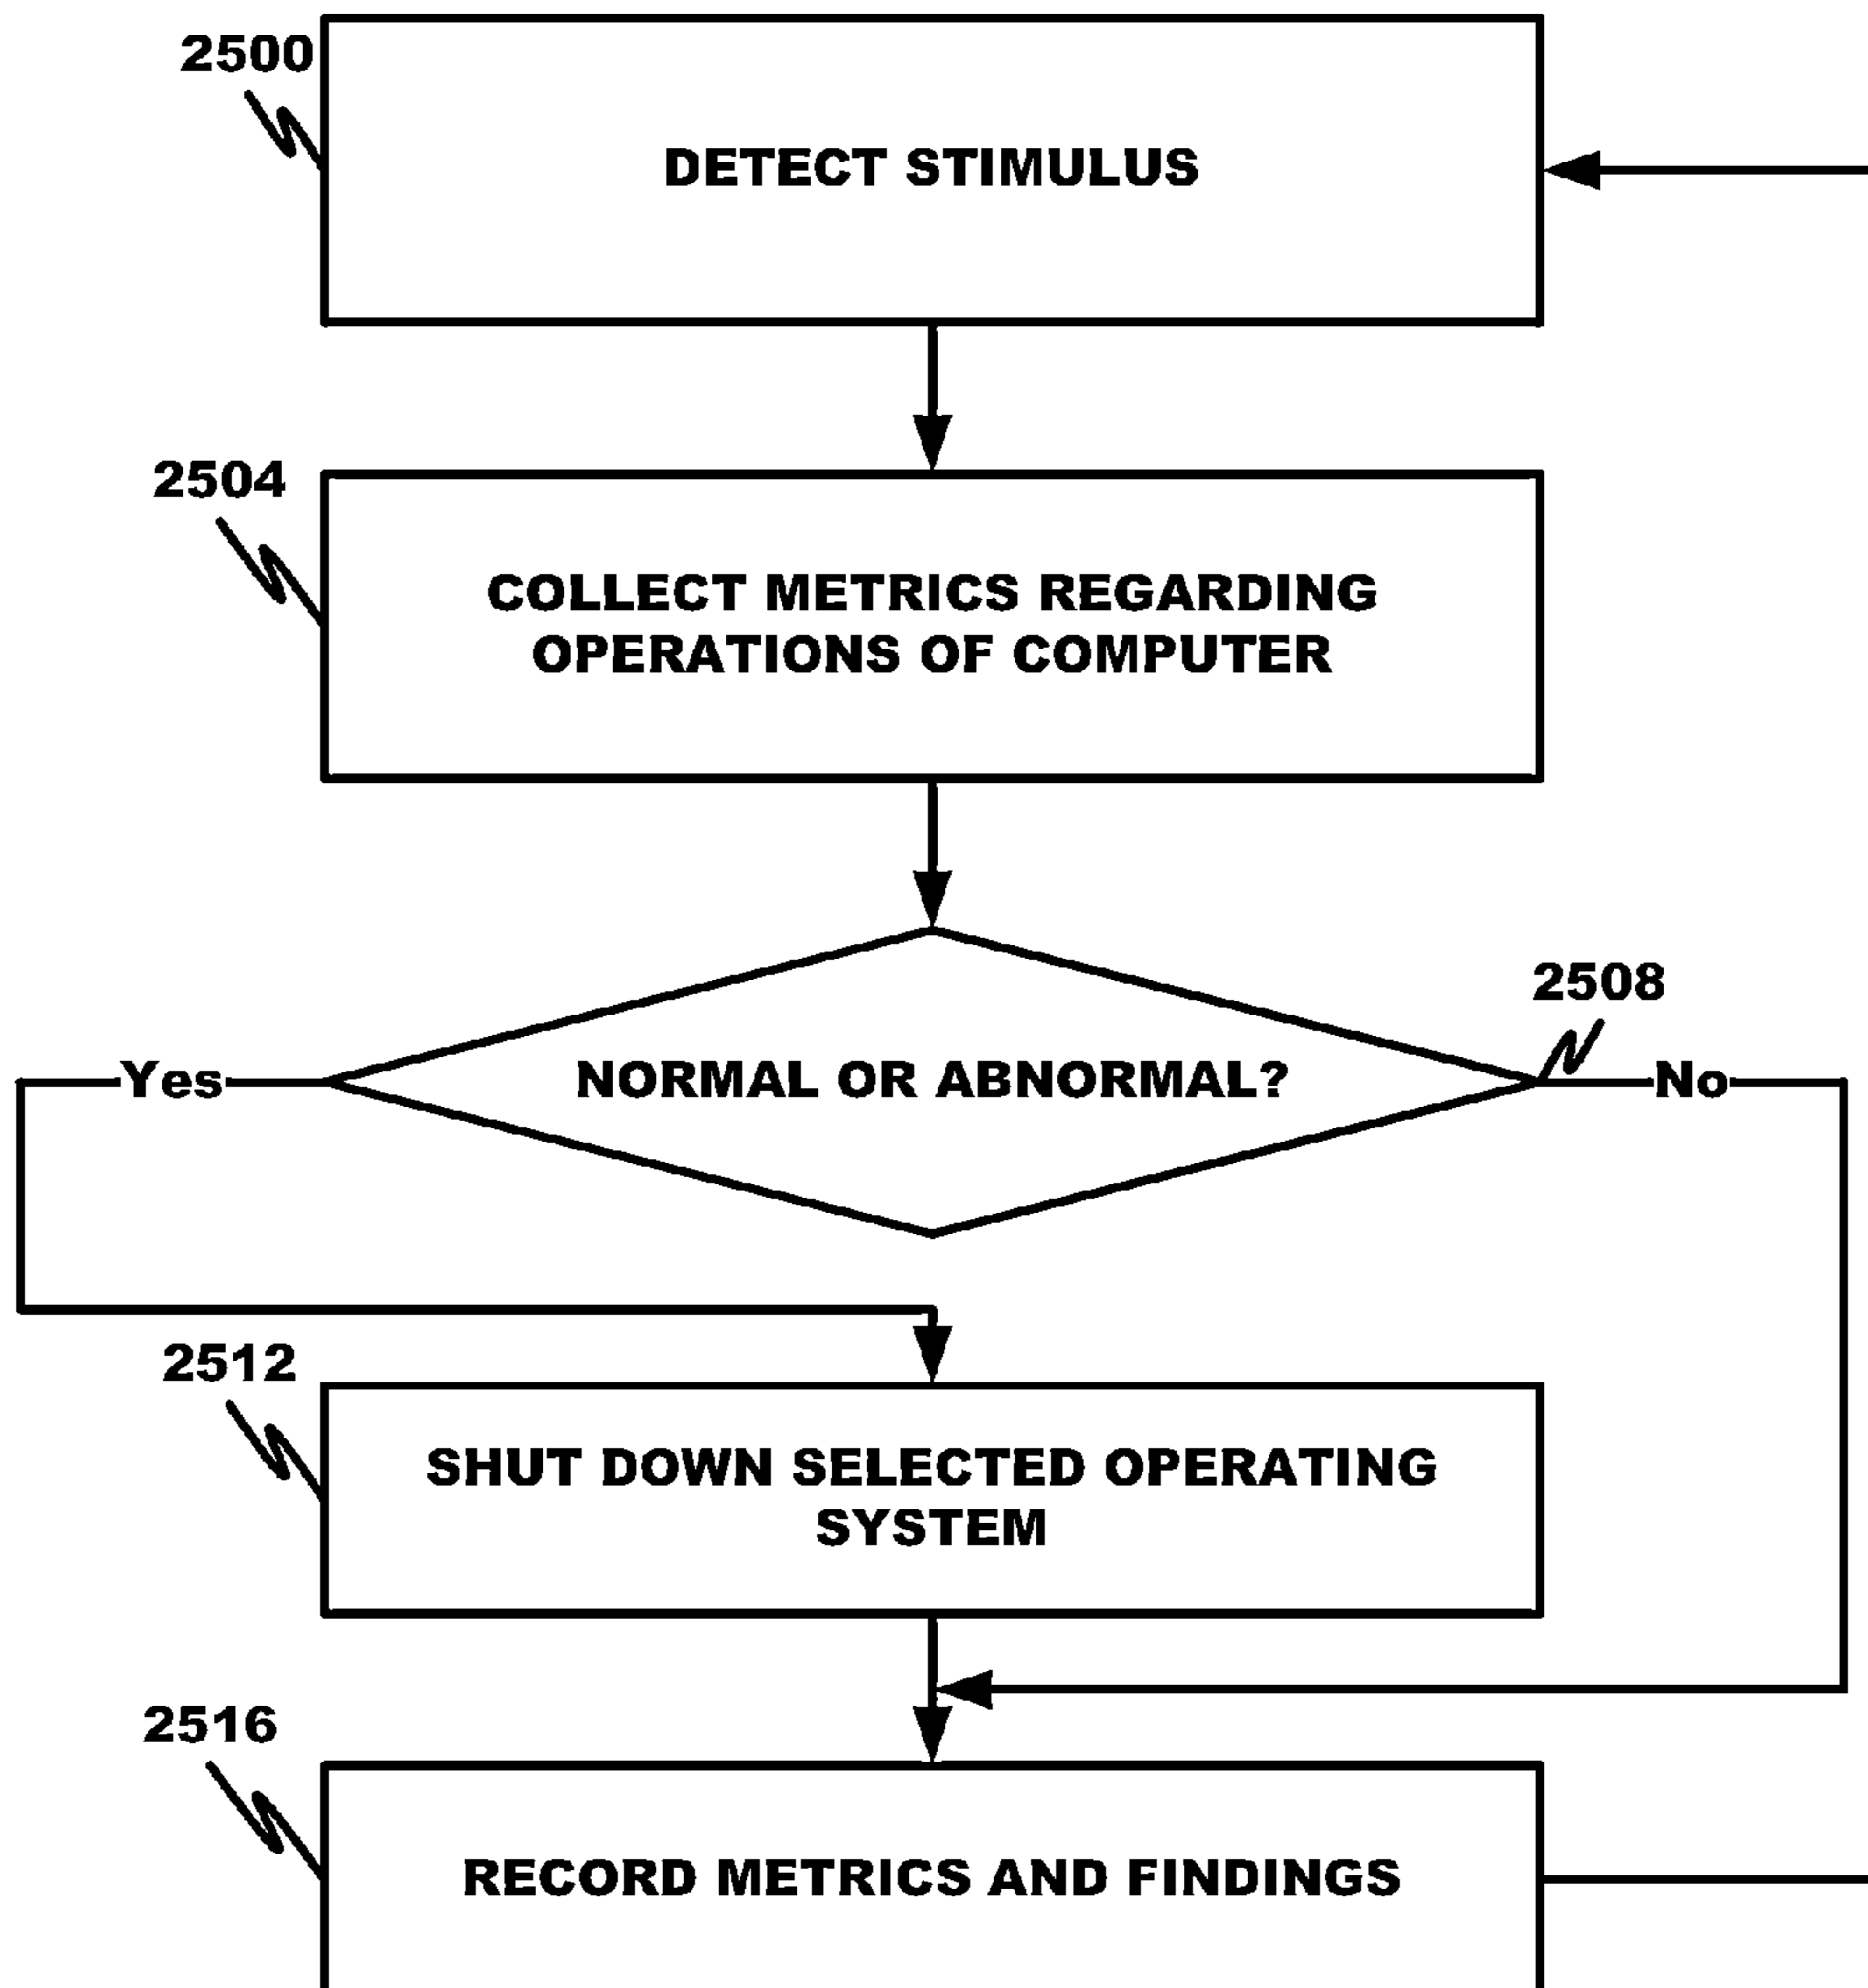 2500
DETECT STIMULUS
2504
COLLECT METRICS REGARDING
OPERATIONS OF COMPUTER
2508
Yes
NORMAL OR ABNORMAL?
No
2512
SHUT DOWN SELECTED OPERATING
SYSTEM
2516
RECORD METRICS AND FINDINGS